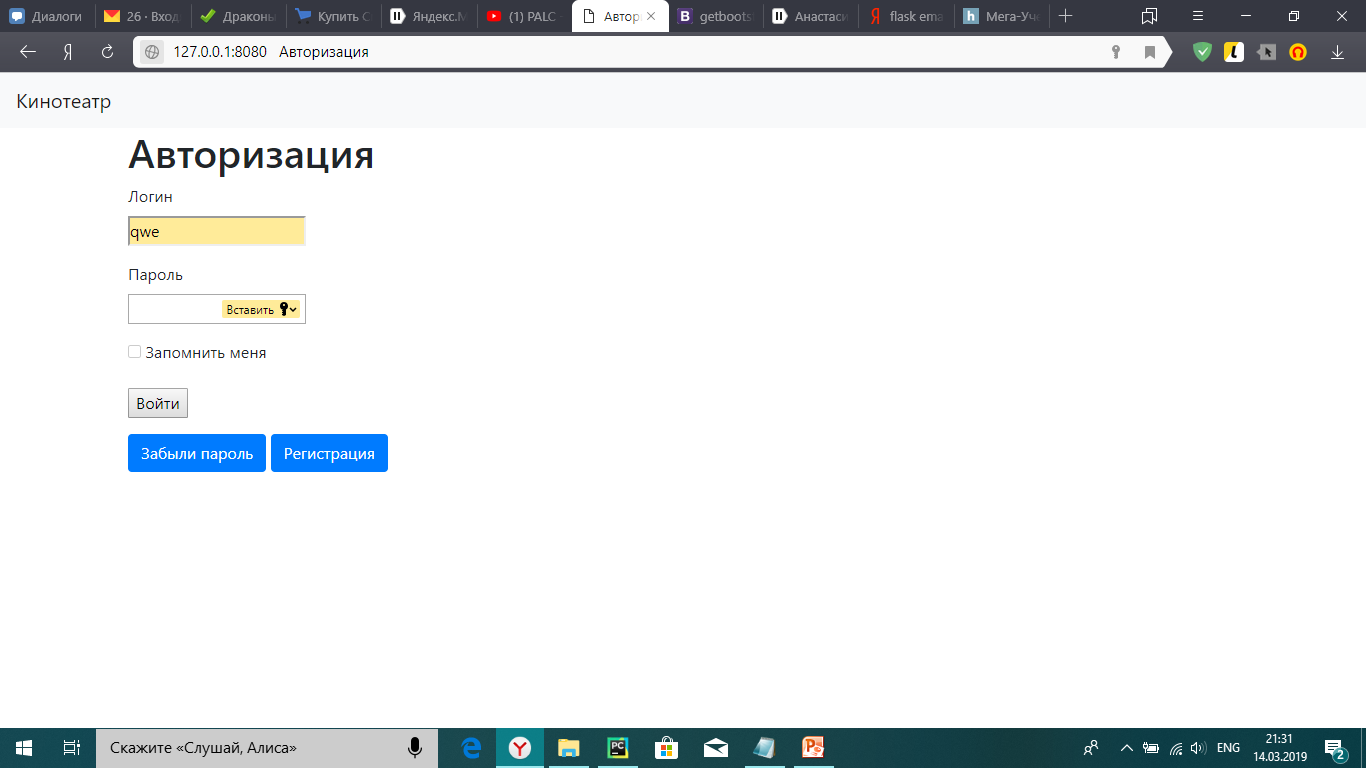 Диалоги
26 · Вход
Драконы
Купить С
Яндекс.М
(1) PALC
Автор
getboots
Анастаси
flask ema
Мега-Уче
127.0.0.1:8080 Авторизация
Кинотеатр
Авторизация
Логин
qwe
Пароль
Вставить
Запомнить меня
Войти
Забыли пароль
Регистрация
Скажите «Слушай, Алиса»
ENG
21:31
14.03.2019
2